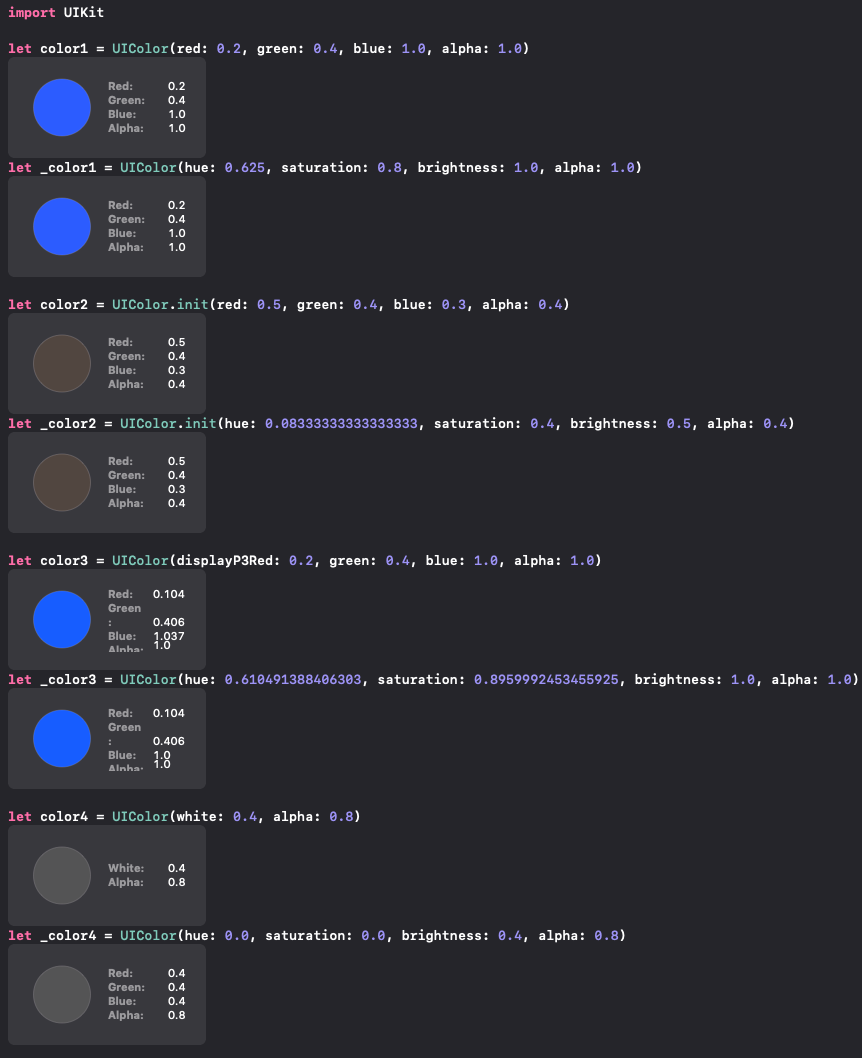 import UIKit
let color1 = UIColor(red: 0.2, green: 0.4, blue: 1.0, alpha: 1.0)
Red: 0.2
Green: 0.4
Blue: 1.0
Alpha: 1.0
let _color1 = UIColor(hue: 0.625, saturation: 0.8, brightness: 1.0, alpha: 1.0)
Red: 0.2
Green: 0.4
Blue: 1.0
Alpha: 1.0
let color2 = UIColor.init(red: 0.5, green: 0.4, blue: 0.3, alpha: 0.4)
Red: 0.5
Green: 0.4
Blue: 0.3
Alpha: 0.4
let _color2 = UIColor.init(hue: 0.08333333333333333, saturation: 0.4, brightness: 0.5, alpha: 0.4)
Red: 0.5
Green: 0.4
Blue: 0.3
Alpha: 0.4
let color3 = UIColor(displayP3Red: 0.2, green: 0.4, blue: 1.0, alpha: 1.0)
Red: 0.104
Green
: 0.406
Blue: 1.037
Alpha: 1.0
let _color3 = UIColor(hue: 0.610491388406303, saturation: 0.8959992453455925, brightness: 1.0, alpha: 1.0)
Red: 0.104
Green
: 0.406
Blue: 1.0
Alpha: 1.0
let color4 = UIColor(white: 0.4, alpha: 0.8)
White: 0.4
Alpha: 0.8
let _color4 = UIColor(hue: 0.0, saturation: 0.0, brightness: 0.4, alpha: 0.8)
Red: 0.4
Green: 0.4
Blue: 0.4
Alpha: 0.8